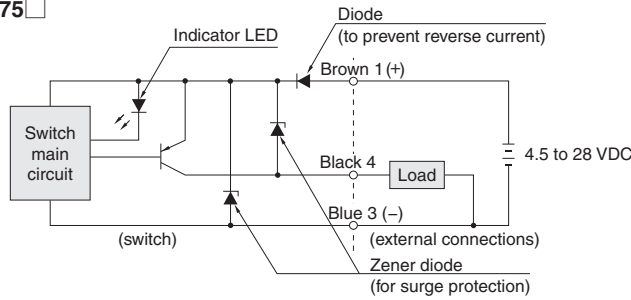 75□
Diode
(to prevent reverse current)
Indicator LED
Brown 1 (+)
Switch
main
circuit
4.5 to 28 VDC
Black 4
Load
Blue 3 (−)
(switch)
(external connections)
Zener diode
(for surge protection)